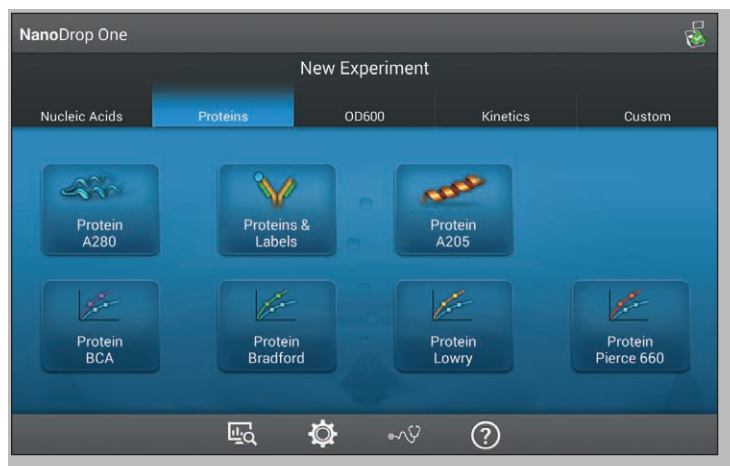 NanoDrop One
New Experiment
Nucleic Acids
Proteins
OD600
Kinetics
Custom
Protein
A280
Proteins &
Labels
Protein
A205
Protein
BCA
Protein
Bradford
Protein
Lowry
Protein
Pierce 660
?